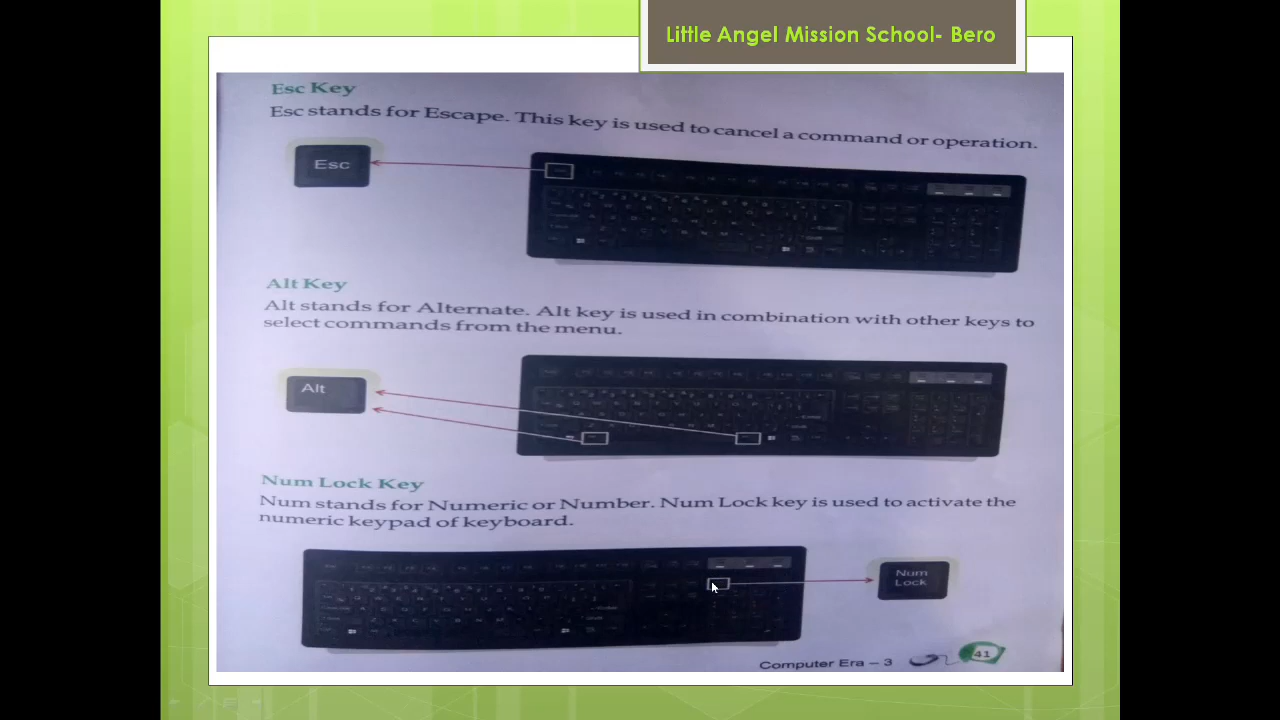 Little Angel Mission School- Bero
Esc Key
Esc stands for Escape. This key is used to cancel a command or operation.
Esc
Alt Key
Alt stands for Alternate. Alt key is used in combination with other keys to
select commands from the menu.
Alt
Num Lock Key
Num stands for Numeric or Number. Num Lock key is used to activate the
numeric keypad of keyboard.
Num
Lock
Computer Era – 3
41